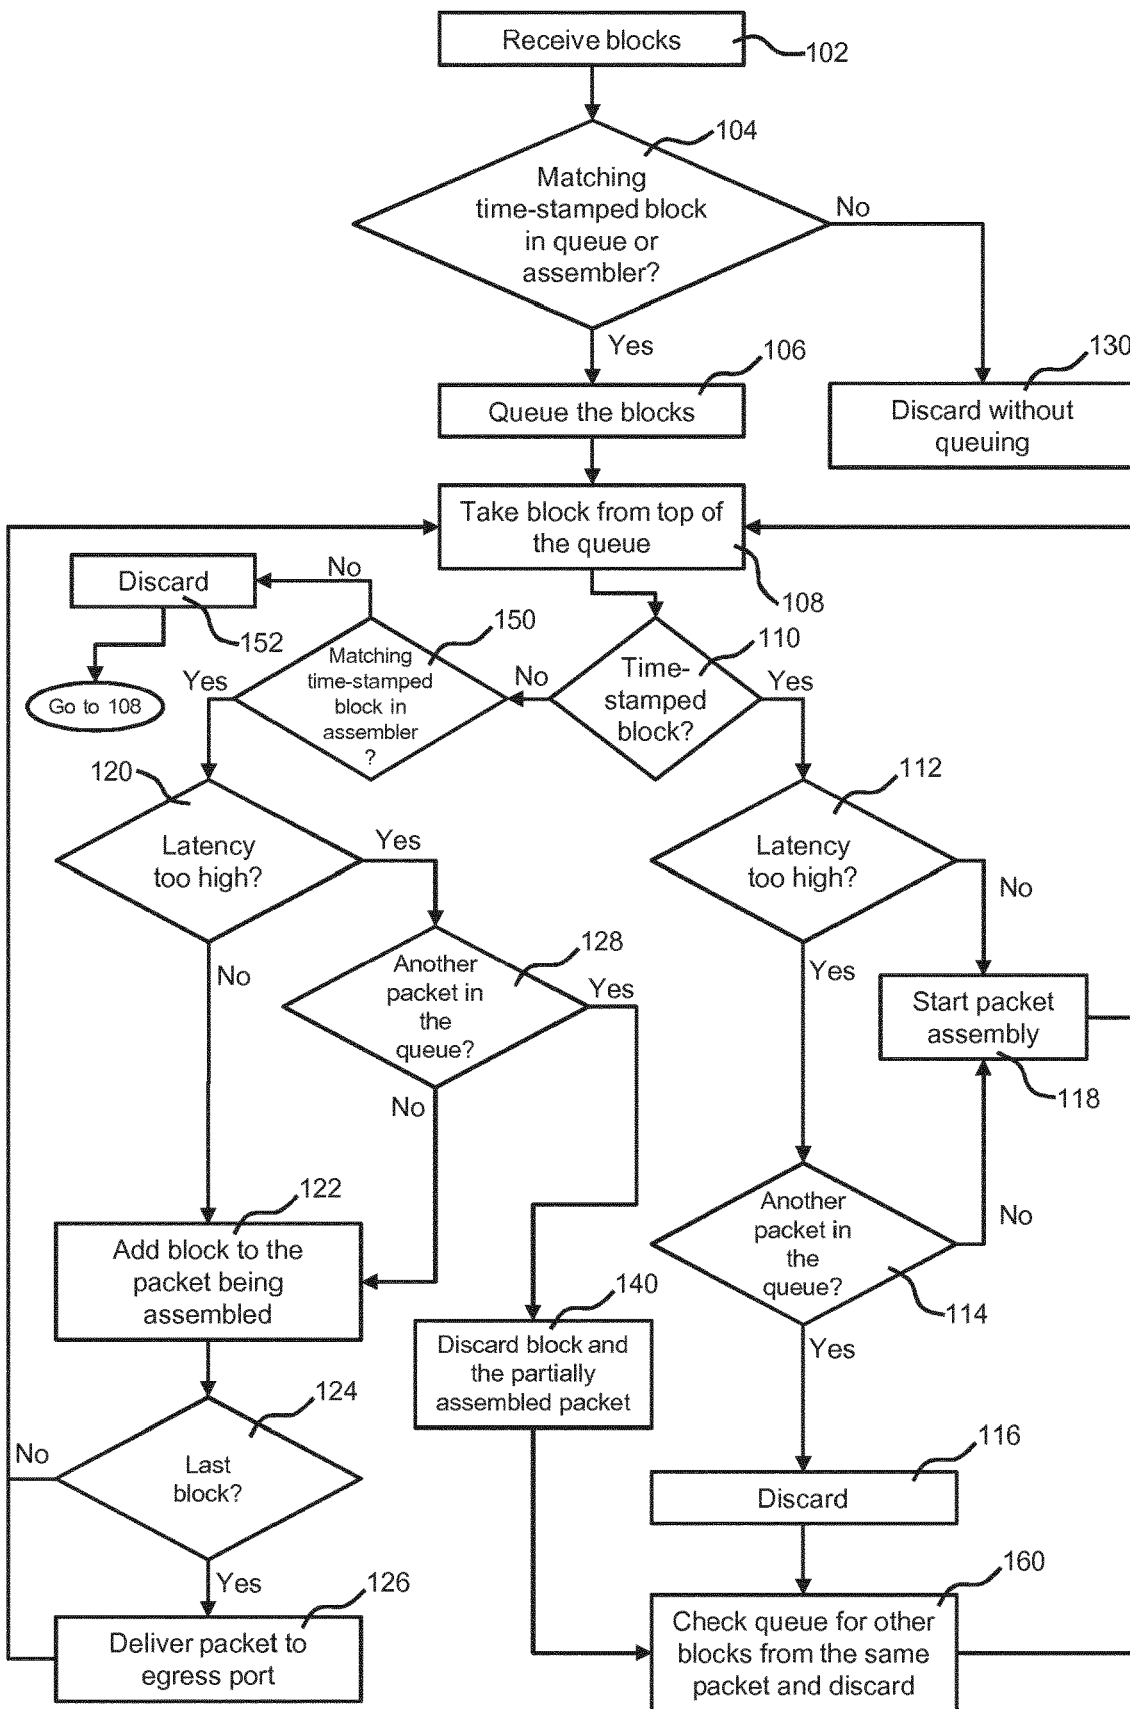 Receive blocks
102
104
Matching
time-stamped block
in queue or
assembler?
No
Yes
106
130
Queue the blocks
Discard without
queuing
Take block from top of
the queue
108
No
Discard
152
Go to 108
150
Matching
time-stamped
block in
assembler
?
Yes
No
110
Time-
stamped
block?
Yes
120
Latency
too high?
Yes
No
112
Latency
too high?
No
Yes
128
Another
packet in
the
queue?
Yes
No
Start packet
assembly
118
122
Add block to the
packet being
assembled
Another
packet in
the
queue?
No
114
Yes
140
Discard block and
the partially
assembled packet
124
No
Last
block?
Yes
116
Discard
126
Deliver packet to
egress port
160
Check queue for other
blocks from the same
packet and discard